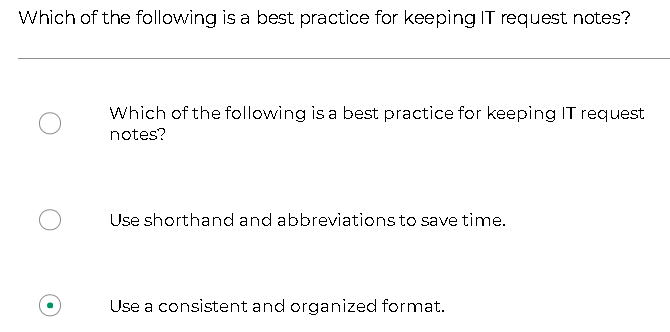 Which of the following is a best practice for keeping IT request notes?
Which of the following is a best practice for keeping IT request
notes?
Use shorthand and abbreviations to save time.
Use a consistent and organized format.